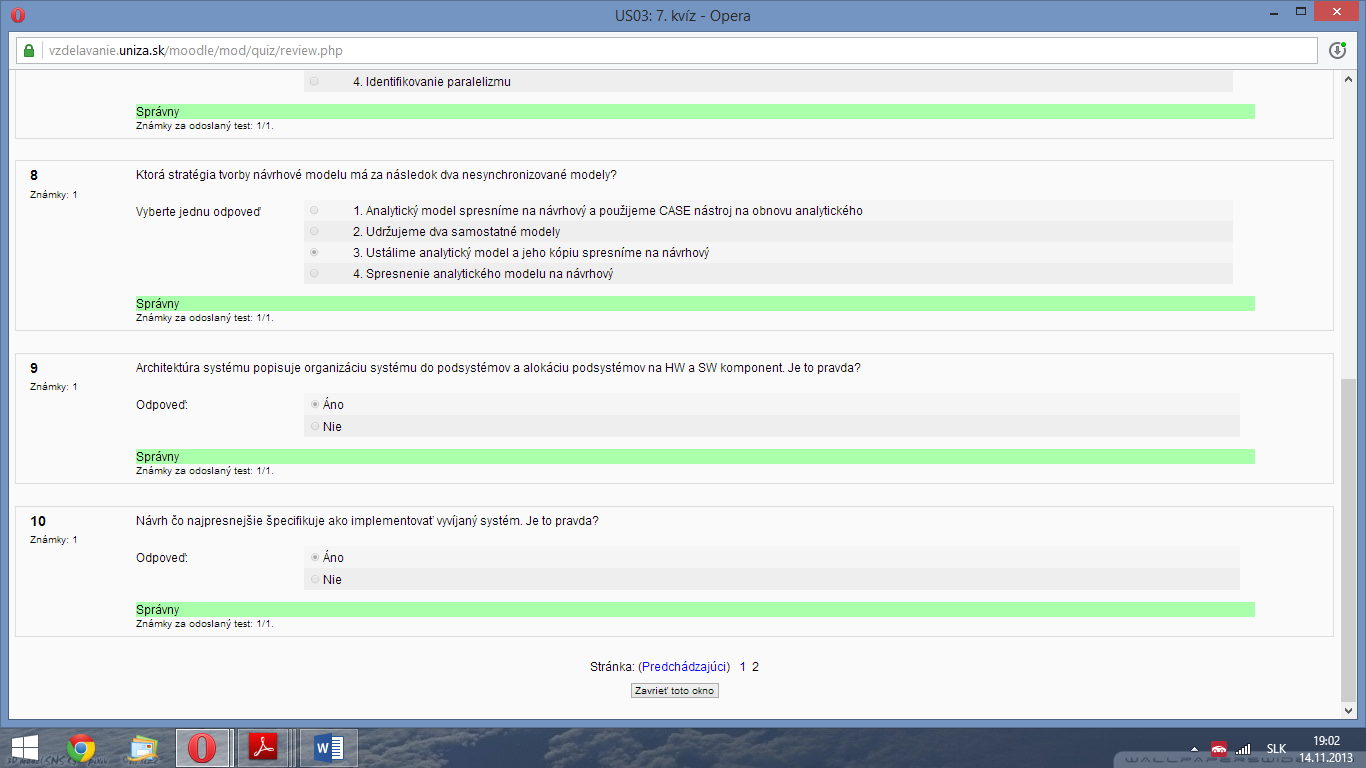 US03: 7. kvíz - Opera
vzdelavanie.uniza.sk/moodle/mod/quiz/review.php
4. Identifikovanie paralelizmu
Správny
Známky za odoslaný test: 1/1.
8
Známky: 1
Ktorá stratégia tvorby návrhové modelu má za následok dva nesynchronizované modely?
Vyberte jednu odpoveď
1. Analytický model spresníme na návrhový a použijeme CASE nástroj na obnovu analytického
2. Udržujeme dva samostatné modely
3. Ustálime analytický model a jeho kópiu spresníme na návrhový
4. Spresnenie analytického modelu na návrhový
Správny
Známky za odoslaný test: 1/1.
9
Známky: 1
Architektúra systému popisuje organizáciu systému do podsystémov a alokáciu podsystémov na HW a SW komponent. Je to pravda?
Odpoveď:
Áno
Nie
Správny
Známky za odoslaný test: 1/1.
10
Známky: 1
Návrh čo najpresnejšie špecifikuje ako implementovať vyvíjaný systém. Je to pravda?
Odpoveď:
Áno
Nie
Správny
Známky za odoslaný test: 1/1.
Stránka: (Predchádzajúci) 1 2
Zavrieť toto okno
SLK
19:02
14.11.2013